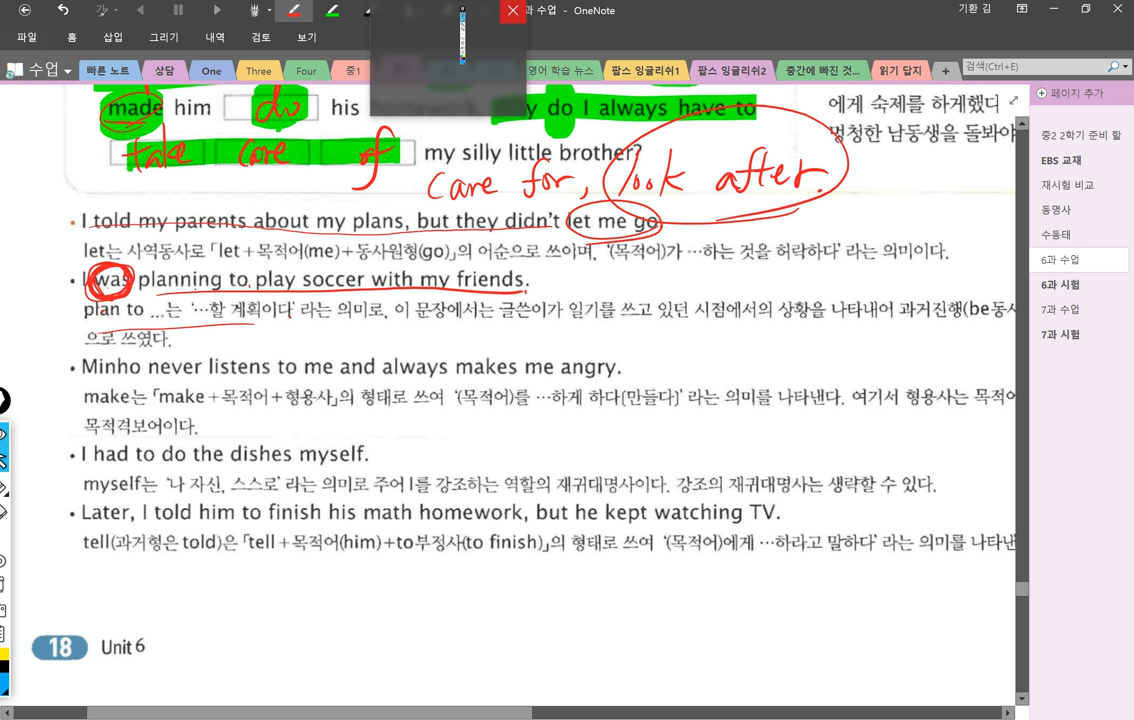 과 수업 - OneNote
기환 김
파일 홈 삽입 그리기 내역 검토 보기
수업 빠른 노트 상담 One Three Four 중1 영어 학습 뉴스 팝스 잉글리쉬1 팝스 잉글리쉬2 중간에 빠진 것... 읽기 답지 + 검색(Ctrl+E)
페이지 추가
made him do his do I always have to
take care of my silly little brother?
care for, look after.
에게 숙제를 하게했다
멍청한 남동생을 돌봐야
• I told my parents about my plans, but they didn't let me go
let는 사역동사로 「let+목적어(me)+동사원형(go)」의 어순으로 쓰이며, '(목적어)가 …하는 것을 허락하다' 라는 의미이다.
• I was planning to play soccer with my friends.
plan to …는 '…할 계획이다' 라는 의미로, 이 문장에서는 글쓴이가 일기를 쓰고 있던 시점에서의 상황을 나타내어 과거진행(be동사
으로 쓰였다.
• Minho never listens to me and always makes me angry.
make는 「make+목적어+형용사」의 형태로 쓰여 '(목적어)를 …하게 하다[만들다]' 라는 의미를 나타낸다. 여기서 형용사는 목적어
목적격보어이다.
• I had to do the dishes myself.
myself는 '나 자신, 스스로' 라는 의미로 주어 I를 강조하는 역할의 재귀대명사이다. 강조의 재귀대명사는 생략할 수 있다.
• Later, I told him to finish his math homework, but he kept watching TV.
tell(과거형은 told)은 「tell+목적어(him)+to부정사(to finish)」의 형태로 쓰여 '(목적어)에게 …하라고 말하다' 라는 의미를 나타낸
18 Unit 6
중2 2학기 준비 할
EBS 교재
재시험 비교
동명사
수동태
6과 수업
6과 시험
7과 수업
7과 시험